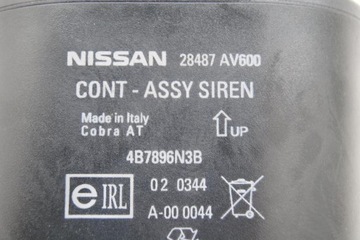 NISSAN 28487 AV600
CONT - ASSY SIREN
Made in Italy
Cobra AT
UP
4B7896N3B
e IRL
02 0344
A-00 0044